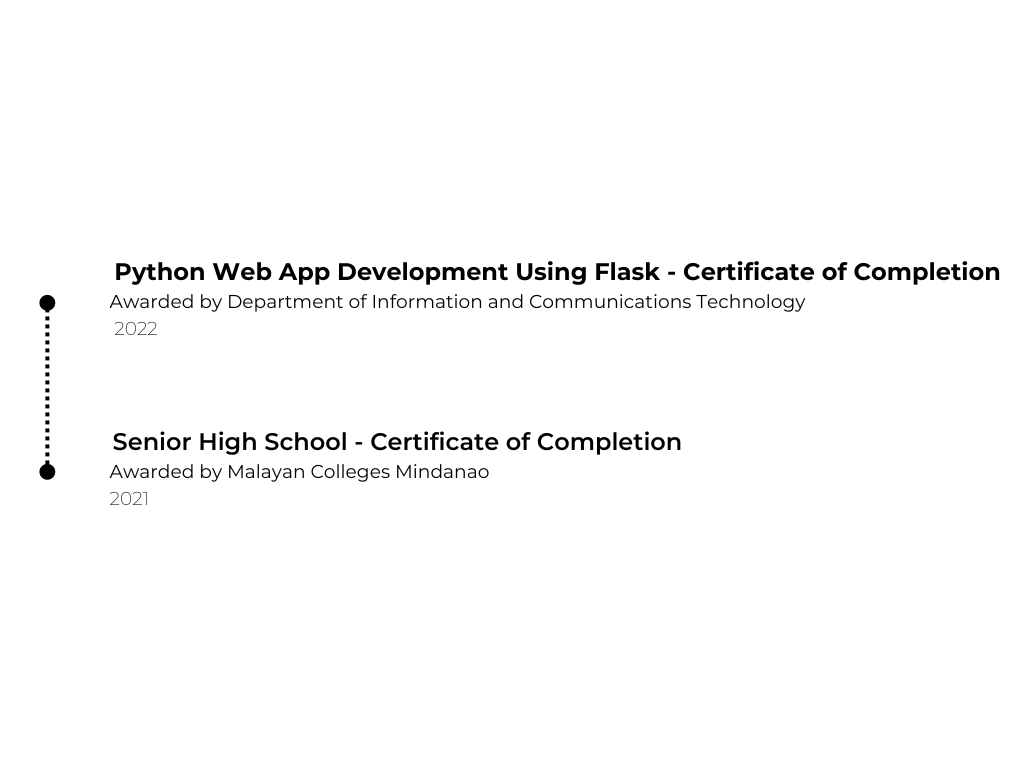 Python Web App Development Using Flask - Certificate of Completion
Awarded by Department of Information and Communications Technology
2022
Senior High School - Certificate of Completion
Awarded by Malayan Colleges Mindanao
2021